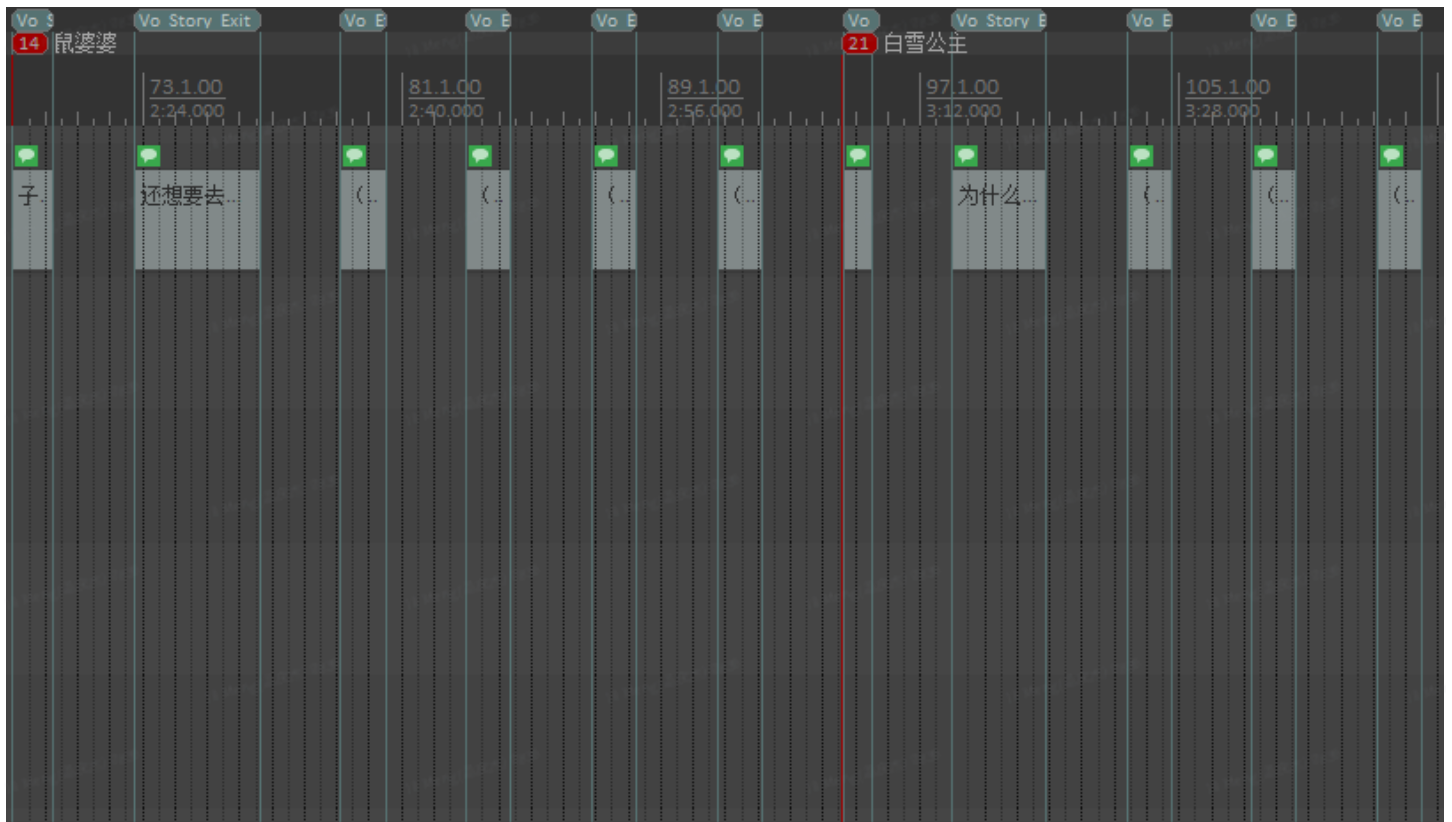 Vo S Vo Story Exit Vo E Vo E Vo E Vo E Vo Vo Story E Vo E Vo E Vo E
14 鼠婆婆 21 白雪公主
73.1.00 81.1.00 89.1.00 97.1.00 105.1.00
2:24.000 2:40.000 2:56.000 3:12.000 3:28.000
子.. 还想要去.. (.. (.. (.. (.. 为什么... (.. (.. (..